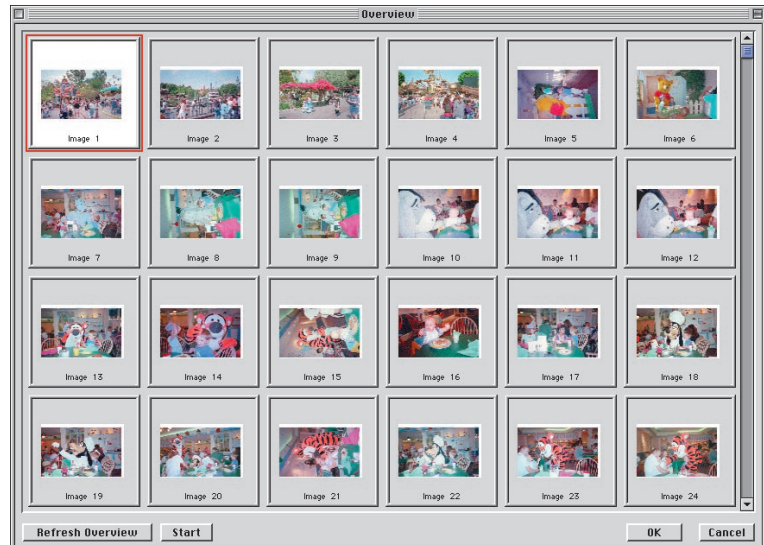 Overview
Image 1
Image 2
Image 3
Image 4
Image 5
Image 6
Image 7
Image 8
Image 9
Image 10
Image 11
Image 12
Image 13
Image 14
Image 15
Image 16
Image 17
Image 18
Image 19
Image 20
Image 21
Image 22
Image 23
Image 24
Refresh Overview
Start
OK
Cancel